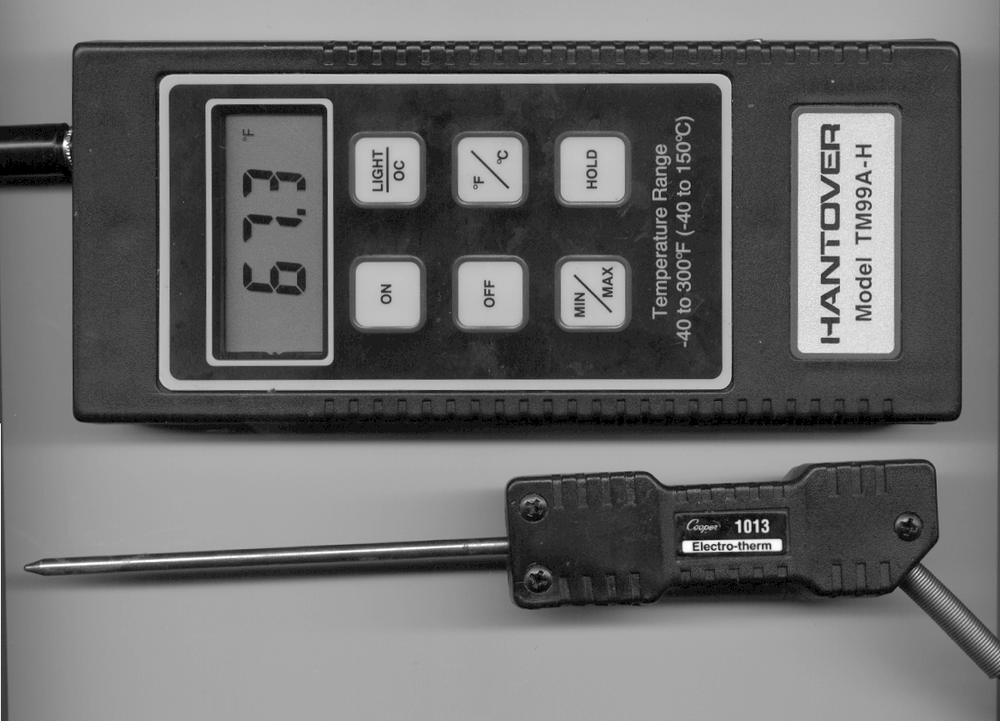 67.3 °F
ON
LIGHT
OC
OFF
°F/°C
MIN/MAX
HOLD
Temperature Range
-40 to 300°F (-40 to 150°C)
HANTOVER
Model TM99A-H
Cooper 1013
Electro-therm